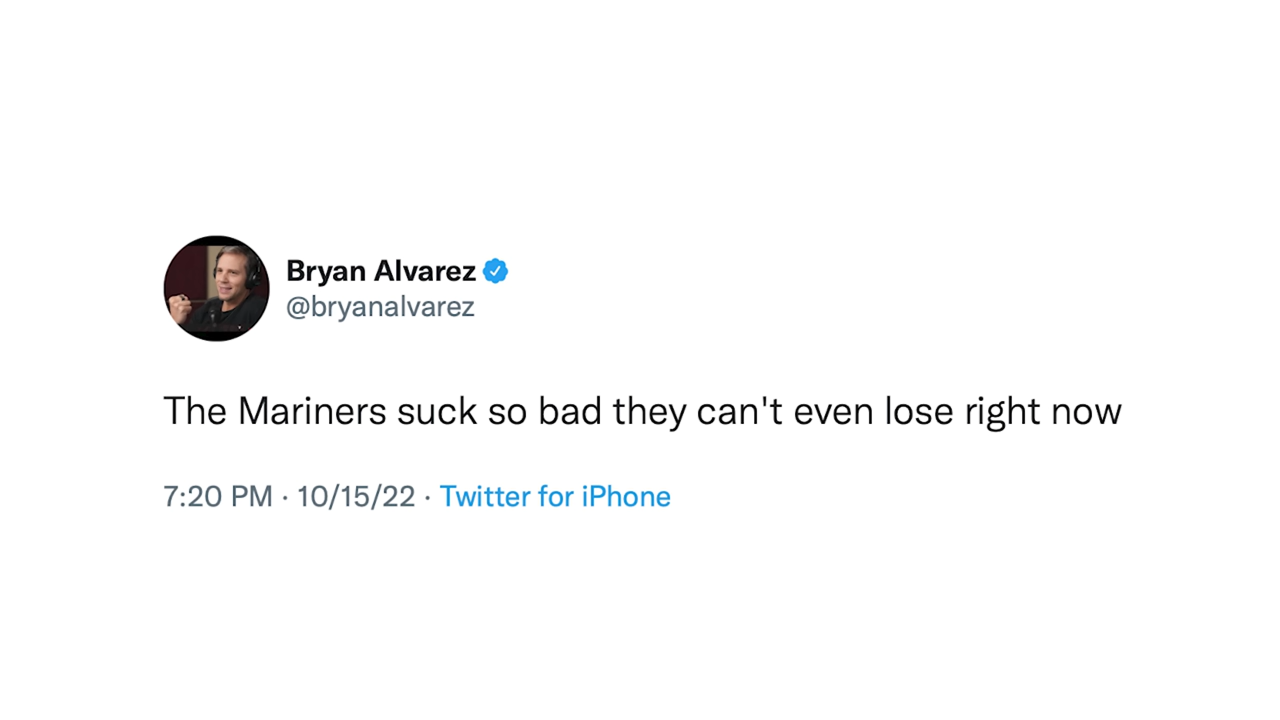 Bryan Alvarez
@bryanalvarez
The Mariners suck so bad they can't even lose right now
7:20 PM · 10/15/22 · Twitter for iPhone